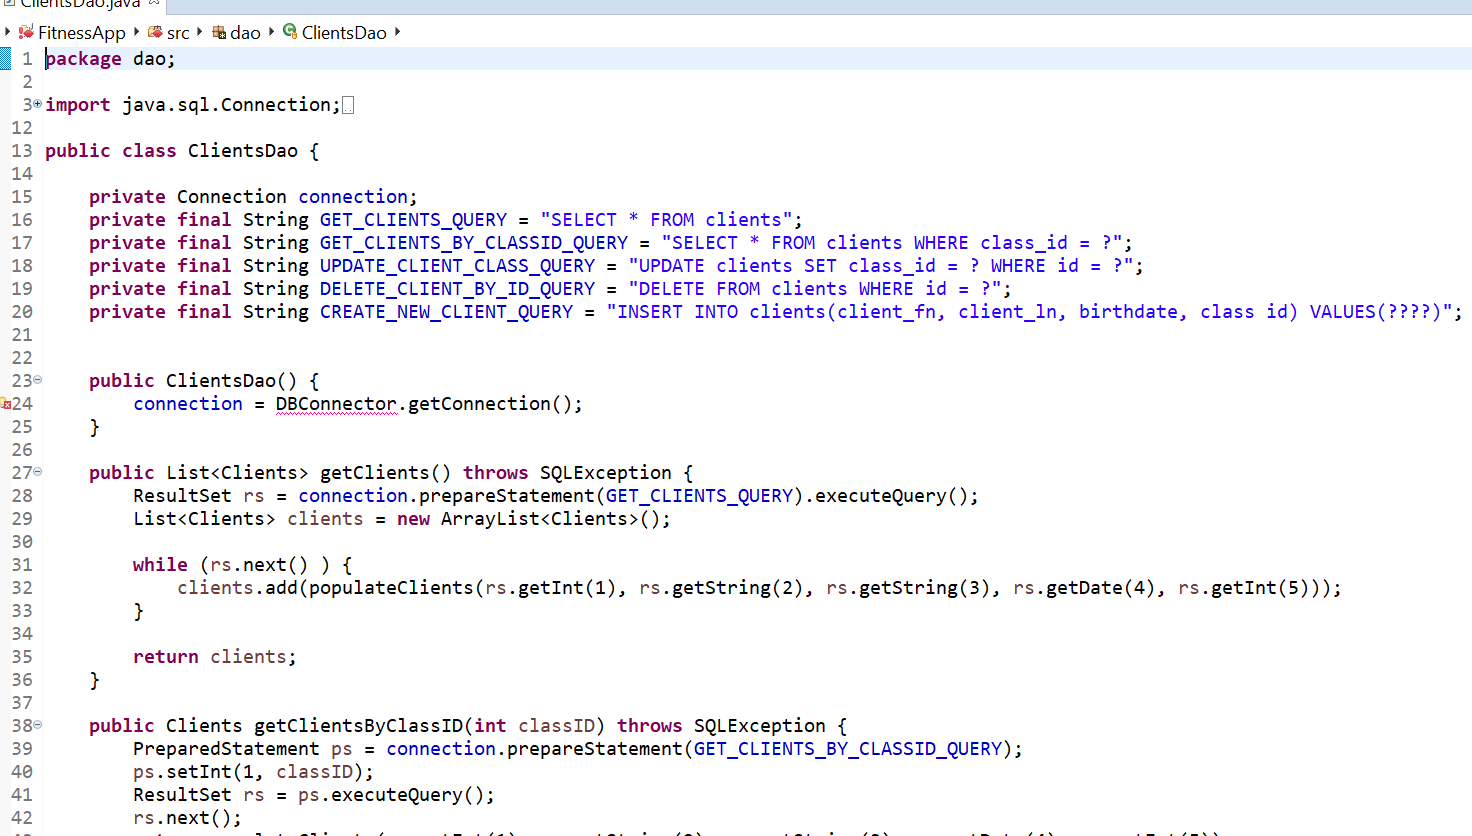 ClientsDao.java
FitnessApp src dao ClientsDao
1 package dao;
2
3 import java.sql.Connection;
12
13 public class ClientsDao {
14
15 private Connection connection;
16 private final String GET_CLIENTS_QUERY = "SELECT * FROM clients";
17 private final String GET_CLIENTS_BY_CLASSID_QUERY = "SELECT * FROM clients WHERE class_id = ?";
18 private final String UPDATE_CLIENT_CLASS_QUERY = "UPDATE clients SET class_id = ? WHERE id = ?";
19 private final String DELETE_CLIENT_BY_ID_QUERY = "DELETE FROM clients WHERE id = ?";
20 private final String CREATE_NEW_CLIENT_QUERY = "INSERT INTO clients(client_fn, client_ln, birthdate, class id) VALUES(????)";
21
22
23 public ClientsDao() {
24 connection = DBConnector.getConnection();
25 }
26
27 public List<Clients> getClients() throws SQLException {
28 ResultSet rs = connection.prepareStatement(GET_CLIENTS_QUERY).executeQuery();
29 List<Clients> clients = new ArrayList<Clients>();
30
31 while (rs.next() ) {
32 clients.add(populateClients(rs.getInt(1), rs.getString(2), rs.getString(3), rs.getDate(4), rs.getInt(5)));
33 }
34
35 return clients;
36 }
37
38 public Clients getClientsByClassID(int classID) throws SQLException {
39 PreparedStatement ps = connection.prepareStatement(GET_CLIENTS_BY_CLASSID_QUERY);
40 ps.setInt(1, classID);
41 ResultSet rs = ps.executeQuery();
42 rs.next();